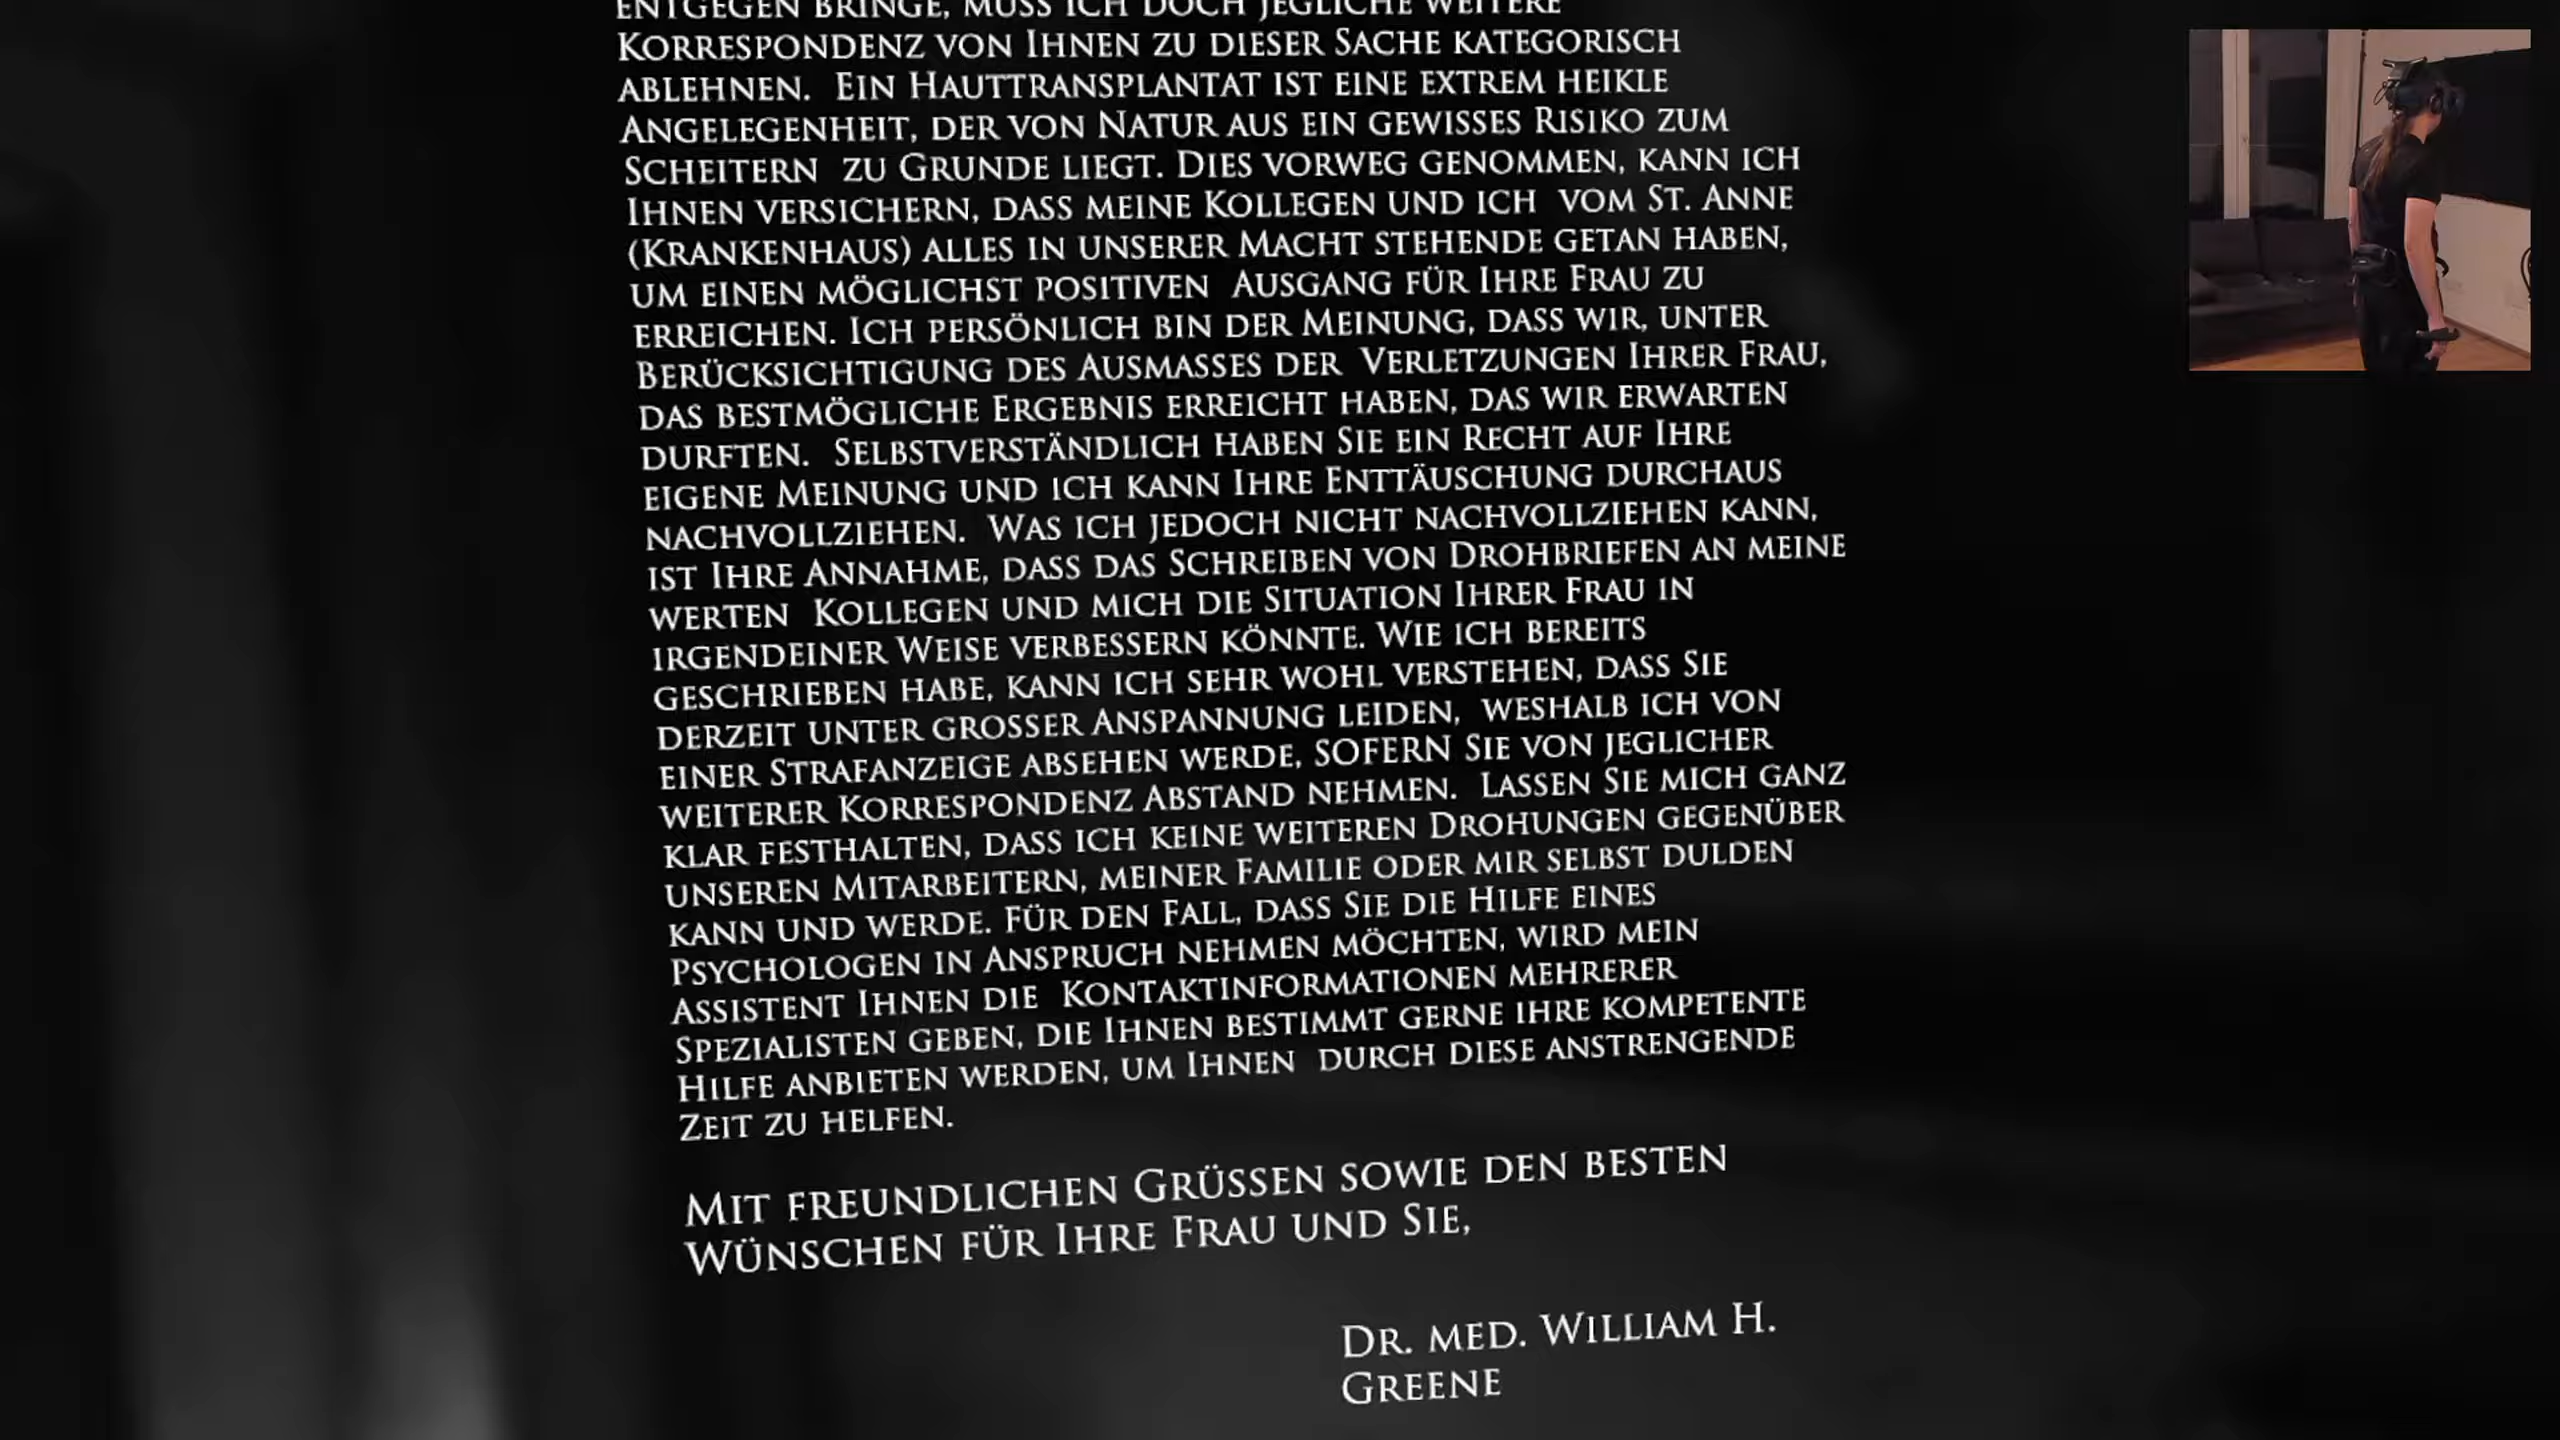 ENTGEGEN BRINGE, MUSS ICH DOCH JEGLICHE WEITERE
KORRESPONDENZ VON IHNEN ZU DIESER SACHE KATEGORISCH
ABLEHNEN. EIN HAUTTRANSPLANTAT IST EINE EXTREM HEIKLE
ANGELEGENHEIT, DER VON NATUR AUS EIN GEWISSES RISIKO ZUM
SCHEITERN ZU GRUNDE LIEGT. DIES VORWEG GENOMMEN, KANN ICH
IHNEN VERSICHERN, DASS MEINE KOLLEGEN UND ICH VOM ST. ANNE
(KRANKENHAUS) ALLES IN UNSERER MACHT STEHENDE GETAN HABEN,
UM EINEN MÖGLICHST POSITIVEN AUSGANG FÜR IHRE FRAU ZU
ERREICHEN. ICH PERSÖNLICH BIN DER MEINUNG, DASS WIR, UNTER
BERÜCKSICHTIGUNG DES AUSMASSES DER VERLETZUNGEN IHRER FRAU,
DAS BESTMÖGLICHE ERGEBNIS ERREICHT HABEN, DAS WIR ERWARTEN
DURFTEN. SELBSTVERSTÄNDLICH HABEN SIE EIN RECHT AUF IHRE
EIGENE MEINUNG UND ICH KANN IHRE ENTTÄUSCHUNG DURCHAUS
NACHVOLLZIEHEN. WAS ICH JEDOCH NICHT NACHVOLLZIEHEN KANN,
IST IHRE ANNAHME, DASS DAS SCHREIBEN VON DROHBRIEFEN AN MEINE
WERTEN KOLLEGEN UND MICH DIE SITUATION IHRER FRAU IN
IRGENDEINER WEISE VERBESSERN KÖNNTE. WIE ICH BEREITS
GESCHRIEBEN HABE, KANN ICH SEHR WOHL VERSTEHEN, DASS SIE
DERZEIT UNTER GROSSER ANSPANNUNG LEIDEN, WESHALB ICH VON
EINER STRAFANZEIGE ABSEHEN WERDE, SOFERN SIE VON JEGLICHER
WEITERER KORRESPONDENZ ABSTAND NEHMEN. LASSEN SIE MICH GANZ
KLAR FESTHALTEN, DASS ICH KEINE WEITEREN DROHUNGEN GEGENÜBER
UNSEREN MITARBEITERN, MEINER FAMILIE ODER MIR SELBST DULDEN
KANN UND WERDE. FÜR DEN FALL, DASS SIE DIE HILFE EINES
PSYCHOLOGEN IN ANSPRUCH NEHMEN MÖCHTEN, WIRD MEIN
ASSISTENT IHNEN DIE KONTAKTINFORMATIONEN MEHRERER
SPEZIALISTEN GEBEN, DIE IHNEN BESTIMMT GERNE IHRE KOMPETENTE
HILFE ANBIETEN WERDEN, UM IHNEN DURCH DIESE ANSTRENGENDE
ZEIT ZU HELFEN.
MIT FREUNDLICHEN GRÜSSEN SOWIE DEN BESTEN
WÜNSCHEN FÜR IHRE FRAU UND SIE,
DR. MED. WILLIAM H.
GREENE